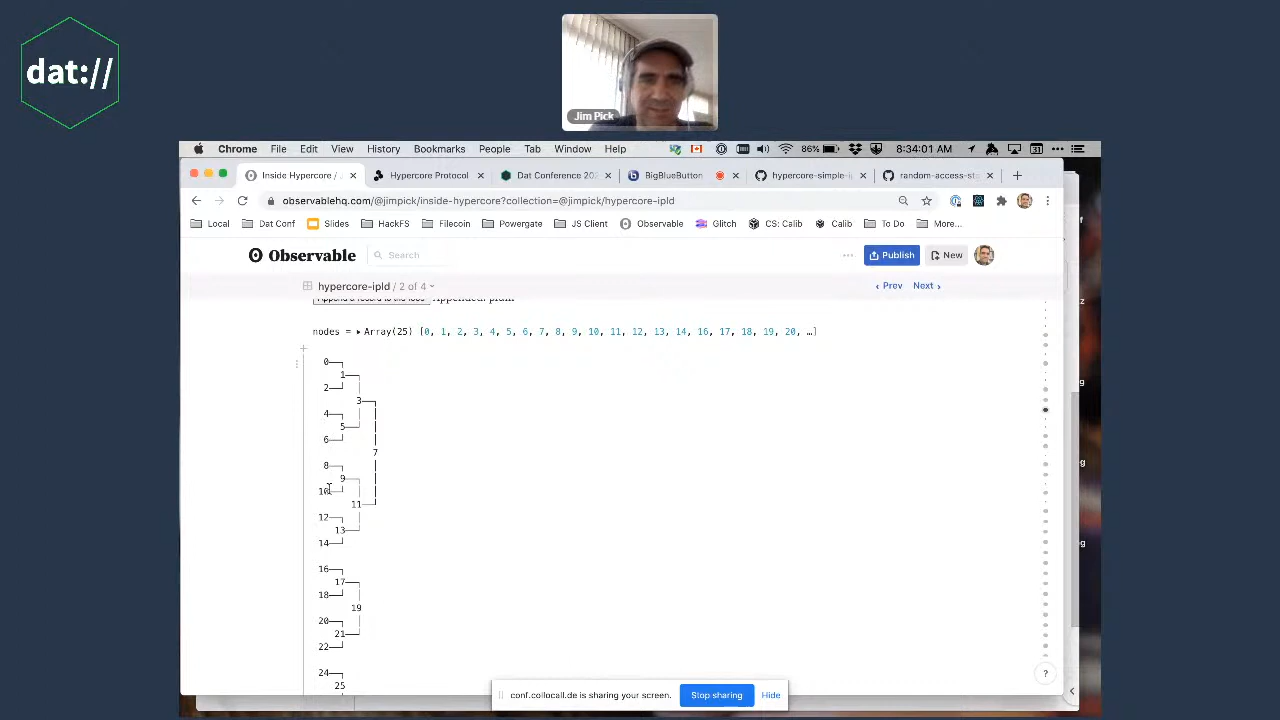 dat://
Jim Pick
Chrome File Edit View History Bookmarks People Tab Window Help 86% 8:34:01 AM
Inside Hypercore / Hypercore Protocol Dat Conference 202 BigBlueButton hypercore-simple- random-access-st
observablehq.com/@jimpick/inside-hypercore?collection=@jimpick/hypercore-ipld
Local Dat Conf Slides HackFS Filecoin Powergate JS Client Observable Glitch CS: Calib Calib To Do More...
Observable Search Publish New
hypercore-ipld / 2 of 4 Prev Next
nodes = Array(25) [0, 1, 2, 3, 4, 5, 6, 7, 8, 9, 10, 11, 12, 13, 14, 16, 17, 18, 19, 20, …]
0
1
2
3
4
5
6
7
8
9
10
11
12
13
14
16
17
18
19
20
21
22
24
25
?
conf.collocall.de is sharing your screen. Stop sharing Hide